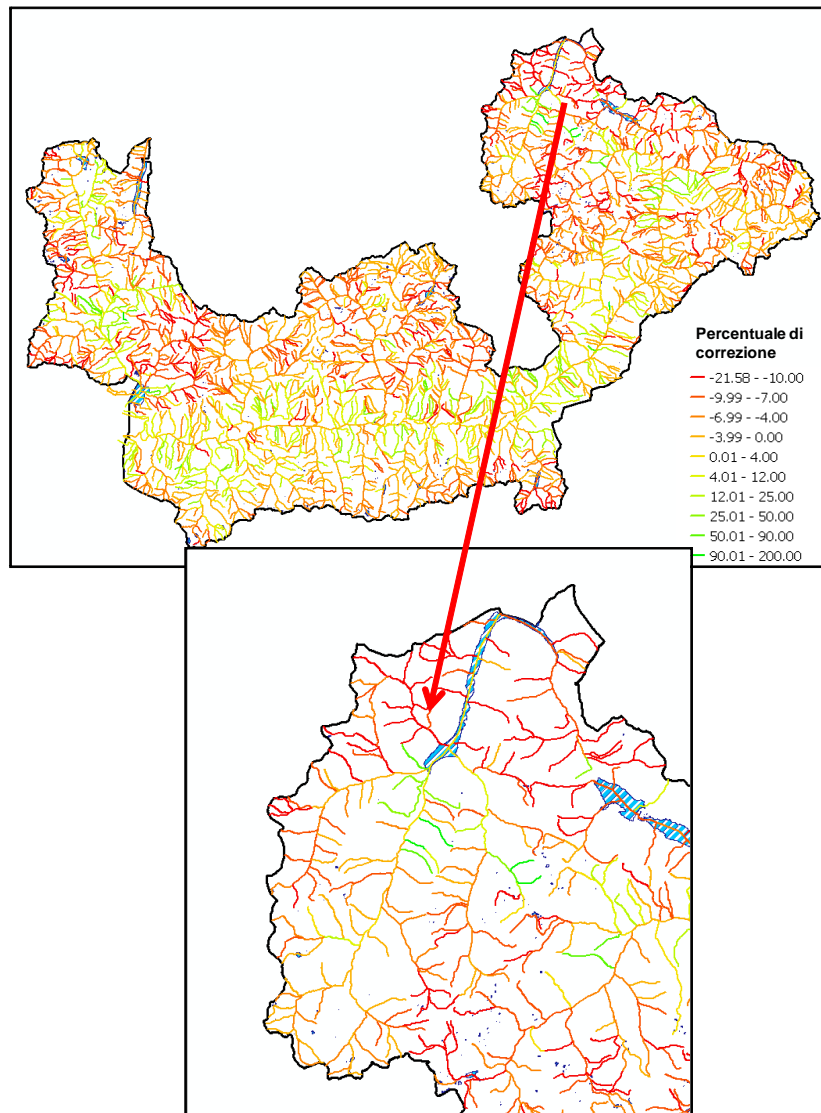 Percentuale di
correzione
-21.58 - -10.00
-9.99 - -7.00
-6.99 - -4.00
-3.99 - 0.00
0.01 - 4.00
4.01 - 12.00
12.01 - 25.00
25.01 - 50.00
50.01 - 90.00
90.01 - 200.00